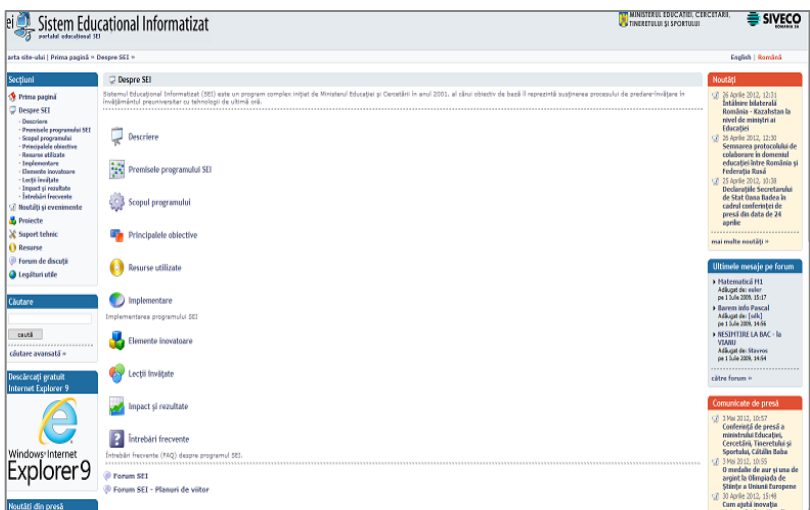 Sistem Educațional Informatizat
portalul educațional SEI
MINISTERUL EDUCAȚIEI, CERCETĂRII,
TINERETULUI ȘI SPORTULUI
SIVECO
ROMANIA SA
arta site-ului | Prima pagină » Despre SEI »
English | Română
Secțiuni
Prima pagină
Despre SEI
- Descriere
- Premisele programului SEI
- Scopul programului
- Principalele obiective
- Resurse utilizate
- Implementare
- Elemente inovatoare
- Lecții învățate
- Impact și rezultate
- Întrebări frecvente
Noutăți și evenimente
Proiecte
Suport tehnic
Resurse
Forum de discuții
Legături utile
Căutare
caută
căutare avansată »
Descărcați gratuit
Internet Explorer 9
Windows Internet
Explorer 9
Noutăți din presă
Despre SEI
Sistemul Educațional Informatizat (SEI) este un program complex inițiat de Ministerul Educației și Cercetării în anul 2001, al cărui obiectiv de bază îl reprezintă susținerea procesului de predare-învățare în
învățământul preuniversitar cu tehnologii de ultimă oră.
Descriere
Premisele programului SEI
Scopul programului
Principalele obiective
Resurse utilizate
Implementare
Implementarea programului SEI
Elemente inovatoare
Lecții învățate
Impact și rezultate
Întrebări frecvente
Întrebări frecvente (FAQ) despre programul SEI.
Forum SEI
Forum SEI - Planuri de viitor
Noutăți
26 Aprilie 2012, 12:31
Întâlnire bilaterală
România - Kazahstan la
nivel de miniștri ai
Educației
26 Aprilie 2012, 12:30
Semnarea protocolului de
colaborare în domeniul
educației între România și
Federația Rusă
25 Aprilie 2012, 10:38
Declarațiile Secretarului
de Stat Oana Badea în
cadrul conferinței de
presă din data de 24
aprilie
mai multe noutăți »
Ultimele mesaje pe forum
Matematică M1
Adăugat de: euler
pe 1 Iulie 2009, 15:17
Barem info Pascal
Adăugat de: [sdk]
pe 1 Iulie 2009, 14:56
NESIMTIRE LA BAC - la
VIANU
Adăugat de: Stavros
pe 1 Iulie 2009, 14:54
către forum »
Comunicate de presă
3 Mai 2012, 10:57
Conferință de presă a
ministrului Educației,
Cercetării, Tineretului și
Sportului, Cătălin Baba
3 Mai 2012, 10:55
O medalie de aur și una de
argint la Olimpiada de
Științe a Uniunii Europene
30 Aprilie 2012, 15:48
Cum ajută inovația